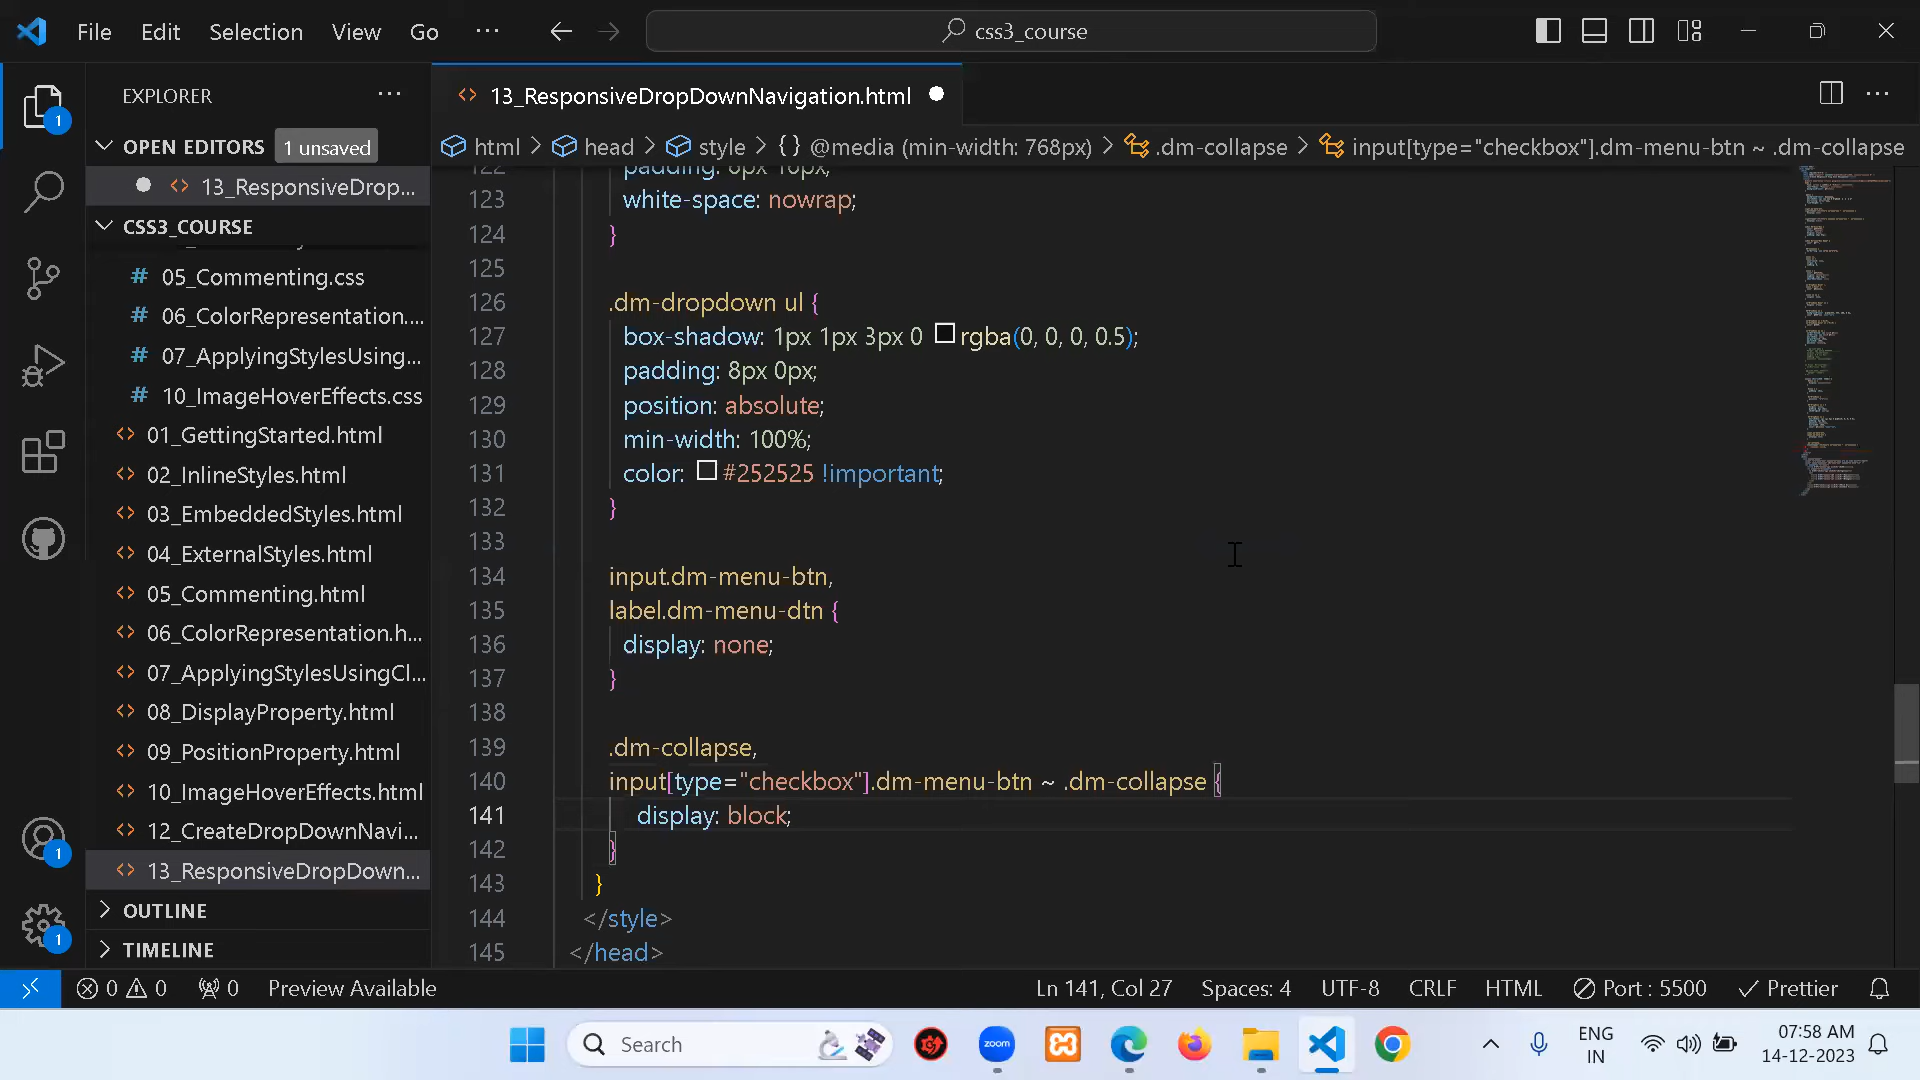 File Edit Selection View Go ··· css3_course
EXPLORER ···
13_ResponsiveDropDownNavigation.html
OPEN EDITORS 1 unsaved
html > head > style > {} @media (min-width: 768px) > .dm-collapse > input[type="checkbox"].dm-menu-btn ~ .dm-collapse
13_ResponsiveDrop...
CSS3_COURSE
# 05_Commenting.css
# 06_ColorRepresentation....
# 07_ApplyingStylesUsing...
# 10_ImageHoverEffects.css
<> 01_GettingStarted.html
<> 02_InlineStyles.html
<> 03_EmbeddedStyles.html
<> 04_ExternalStyles.html
<> 05_Commenting.html
<> 06_ColorRepresentation.h...
<> 07_ApplyingStylesUsingCl...
<> 08_DisplayProperty.html
<> 09_PositionProperty.html
<> 10_ImageHoverEffects.html
<> 12_CreateDropDownNavi...
<> 13_ResponsiveDropDown...
OUTLINE
TIMELINE
1
1
1
122 padding: 8px 16px;
123 white-space: nowrap;
124 }
125
126 .dm-dropdown ul {
127 box-shadow: 1px 1px 3px 0 rgba(0, 0, 0, 0.5);
128 padding: 8px 0px;
129 position: absolute;
130 min-width: 100%;
131 color: #252525 !important;
132 }
133
134 input.dm-menu-btn,
135 label.dm-menu-dtn {
136 display: none;
137 }
138
139 .dm-collapse,
140 input[type="checkbox"].dm-menu-btn ~ .dm-collapse {
141 display: block;
142 }
143 }
144 </style>
145 </head>
0 0 0 Preview Available Ln 141, Col 27 Spaces: 4 UTF-8 CRLF HTML Port : 5500 Prettier
Search zoom ENG IN 07:58 AM 14-12-2023